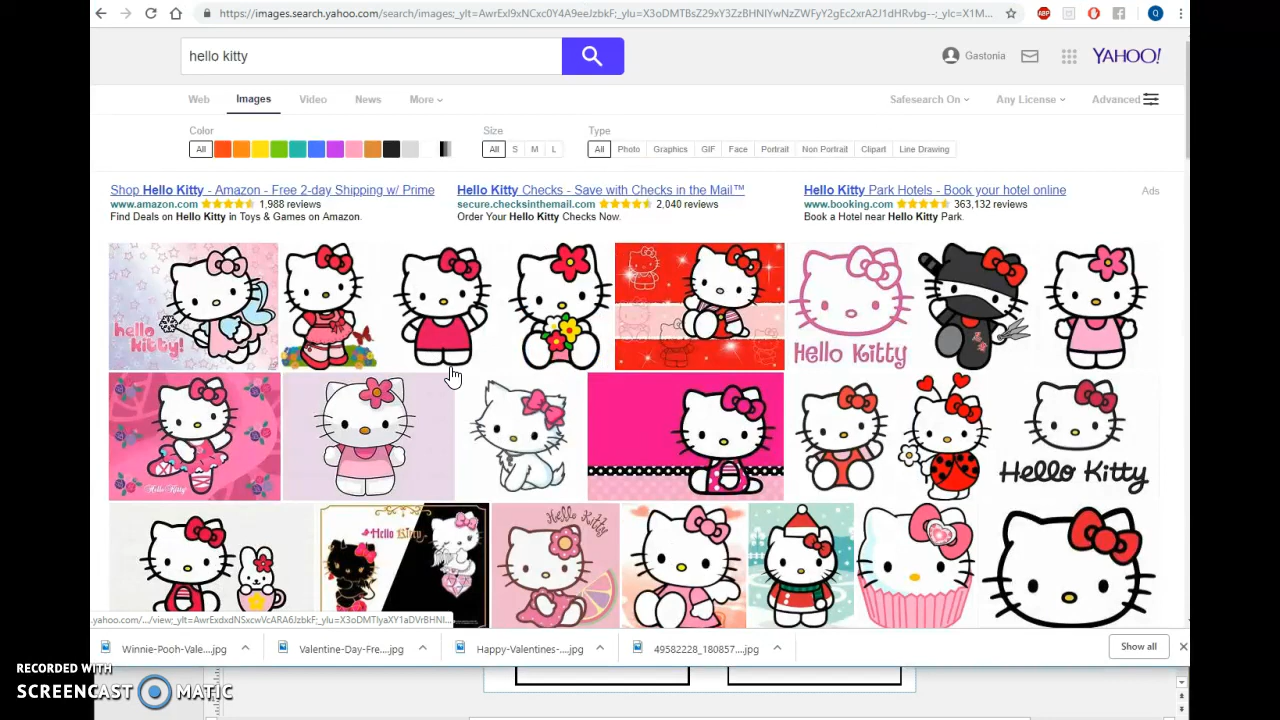 https://images.search.yahoo.com/search/images;_ylt=AwrExl9xNCxc0Y4A9eeJzbkF;_ylu=X3oDMTBsZ29xY3ZzBHNlYwNzZWFyY2gEc2xrA2J1dHRvbg--;_ylc=X1M...
hello kitty
Gastonia
YAHOO!
Web Images Video News More
Safesearch On Any License Advanced
Color Size Type
All All S M L All Photo Graphics GIF Face Portrait Non Portrait Clipart Line Drawing
Shop Hello Kitty - Amazon - Free 2-day Shipping w/ Prime
www.amazon.com 1,988 reviews
Find Deals on Hello Kitty in Toys & Games on Amazon.
Hello Kitty Checks - Save with Checks in the Mail™
secure.checksinthemail.com 2,040 reviews
Order Your Hello Kitty Checks Now.
Hello Kitty Park Hotels - Book your hotel online
www.booking.com 363,132 reviews
Book a Hotel near Hello Kitty Park.
Ads
hello kitty!
Hello Kitty
Hello Kitty
Hello Kitty
Hello Kitty
Hello Kitty
Winnie-Pooh-Vale....jpg
Valentine-Day-Fre....jpg
Happy-Valentines-....jpg
49582228_180857....jpg
Show all
RECORDED WITH
SCREENCAST MATIC